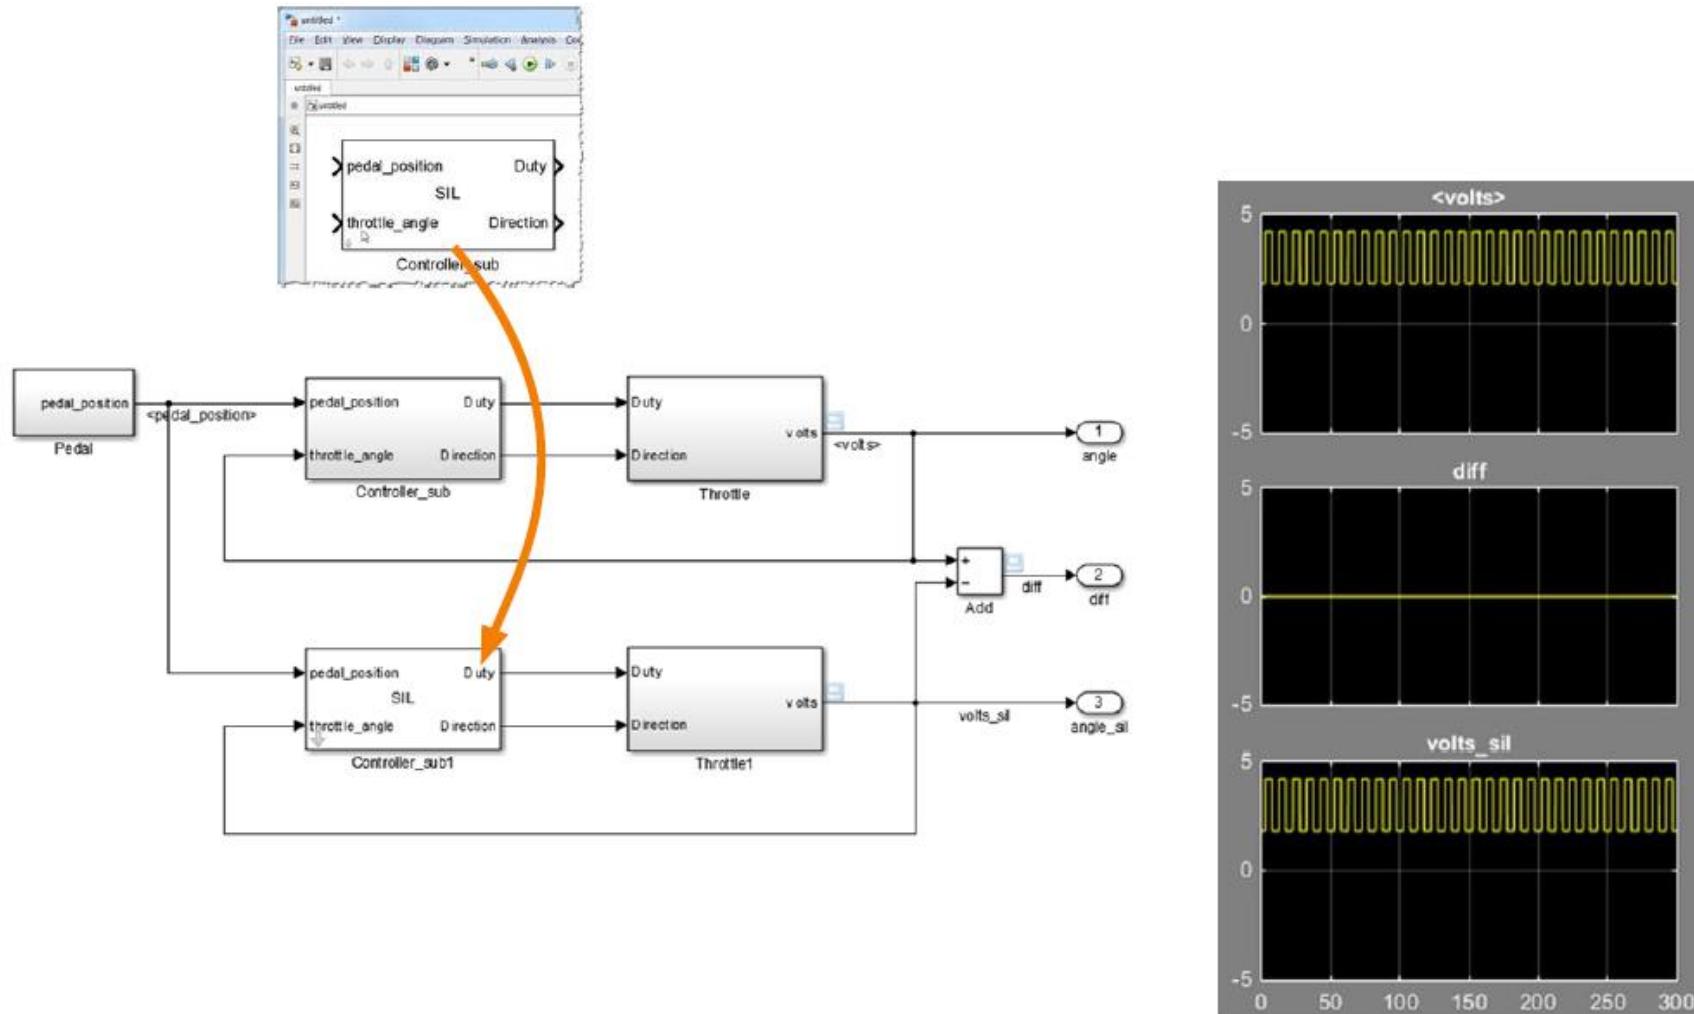 untitled *
File Edit View Display Diagram Simulation Analysis
untitled
untitled
pedal_position Duty
SIL
throttle_angle Direction
Controller_sub
pedal_position
Pedal
<pedal_position>
pedal_position Duty
throttle_angle Direction
Controller_sub
Duty
volts
Direction
Throttle
<volts>
1
angle
+
−
Add
diff
2
diff
pedal_position Duty
SIL
throttle_angle Direction
Controller_sub1
Duty
volts
Direction
Throttle1
volts_sil
3
angle_sil
<volts>
5
0
-5
diff
5
0
-5
volts_sil
5
0
-5
0 50 100 150 200 250 300